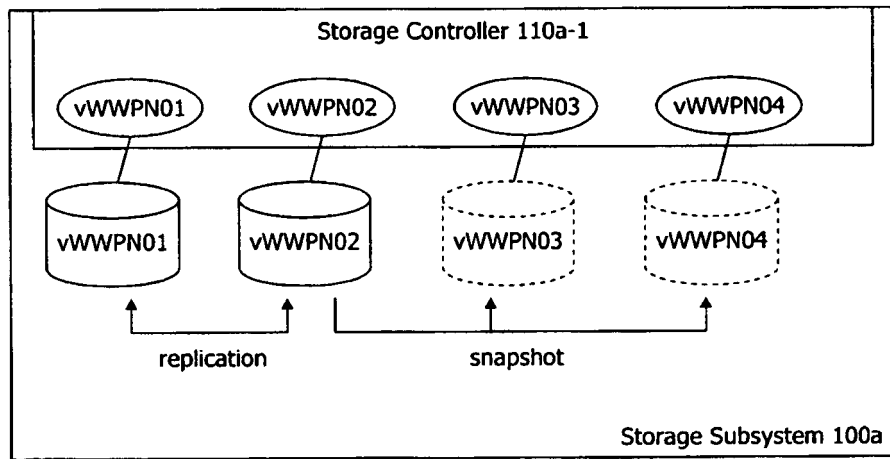 Storage Controller 110a-1
vWWPN01 vWWPN02 vWWPN03 vWWPN04
vWWPN01 vWWPN02 vWWPN03 vWWPN04
replication snapshot
Storage Subsystem 100a